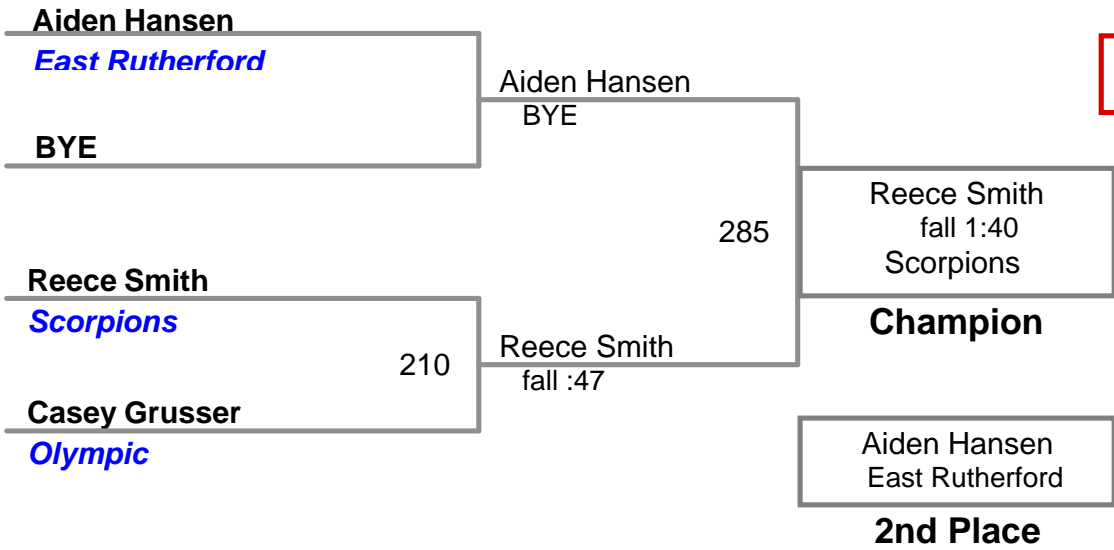 Aiden Hansen
East Rutherford
Aiden Hansen
BYE
BYE
285
Reece Smith
fall 1:40
Scorpions
Champion
Reece Smith
Scorpions
210
Reece Smith
fall :47
Casey Grusser
Olympic
Aiden Hansen
East Rutherford
2nd Place